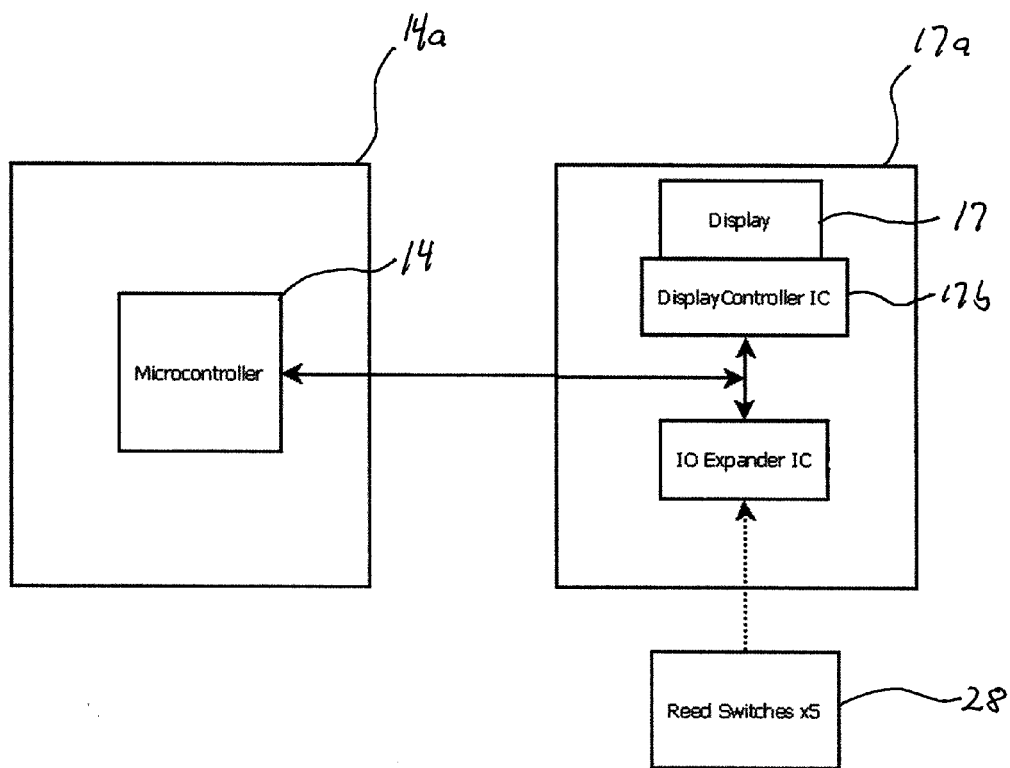 14a
17a
Display
17
14
DisplayController IC
17b
Microcontroller
IO Expander IC
Reed Switches x5
28